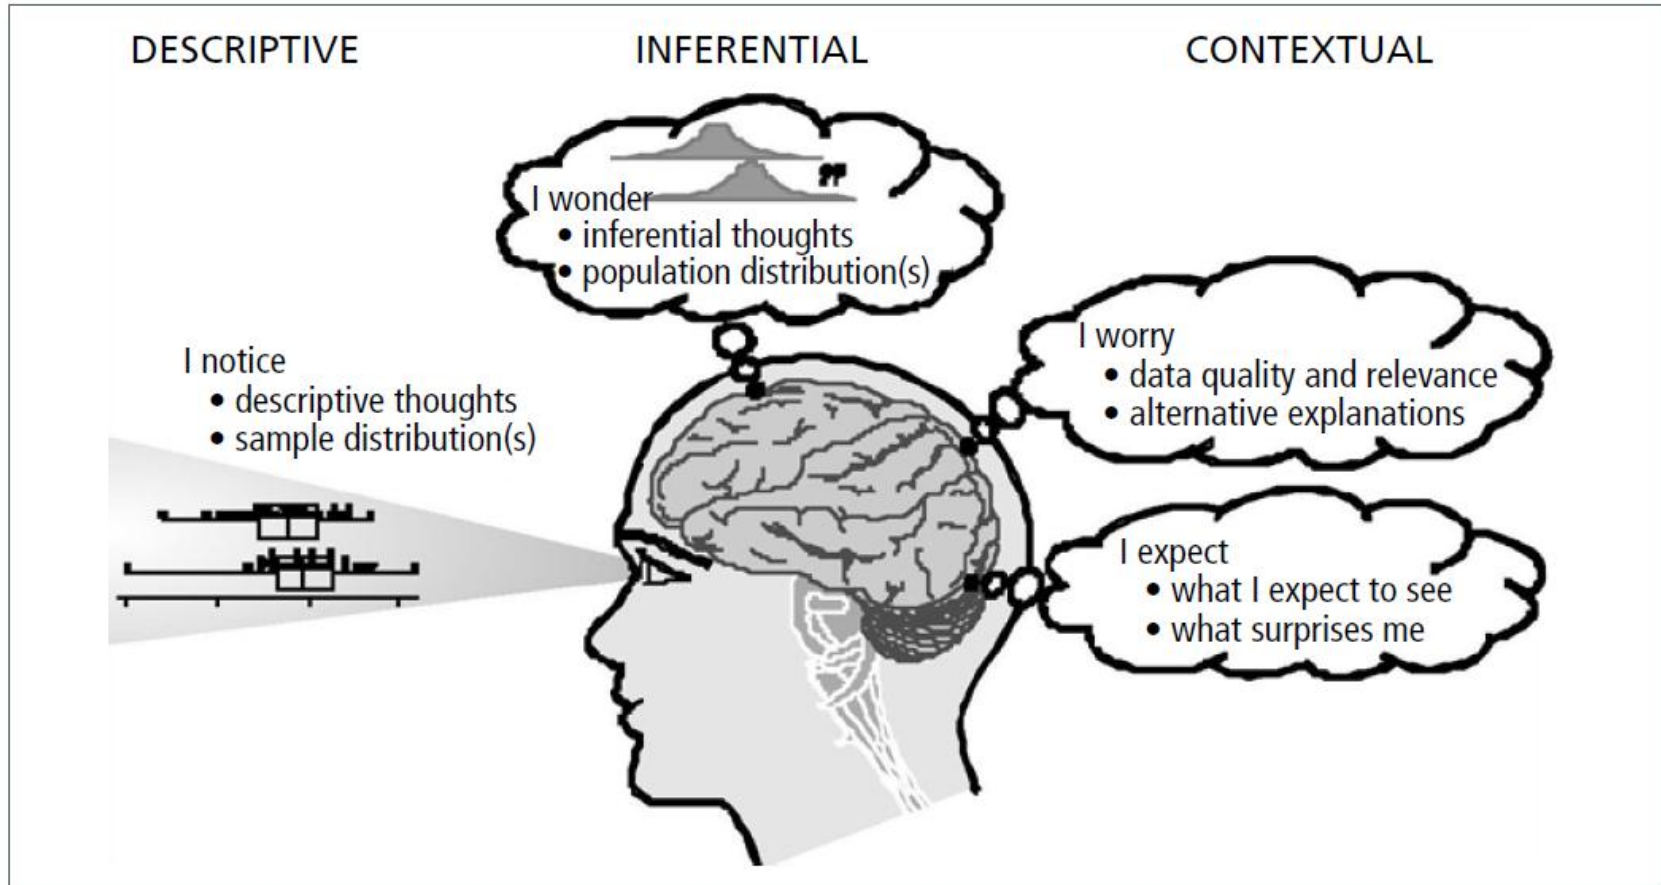 DESCRIPTIVE
INFERENTIAL
CONTEXTUAL
I notice
• descriptive thoughts
• sample distribution(s)
??
I wonder
• inferential thoughts
• population distribution(s)
I worry
• data quality and relevance
• alternative explanations
I expect
• what I expect to see
• what surprises me